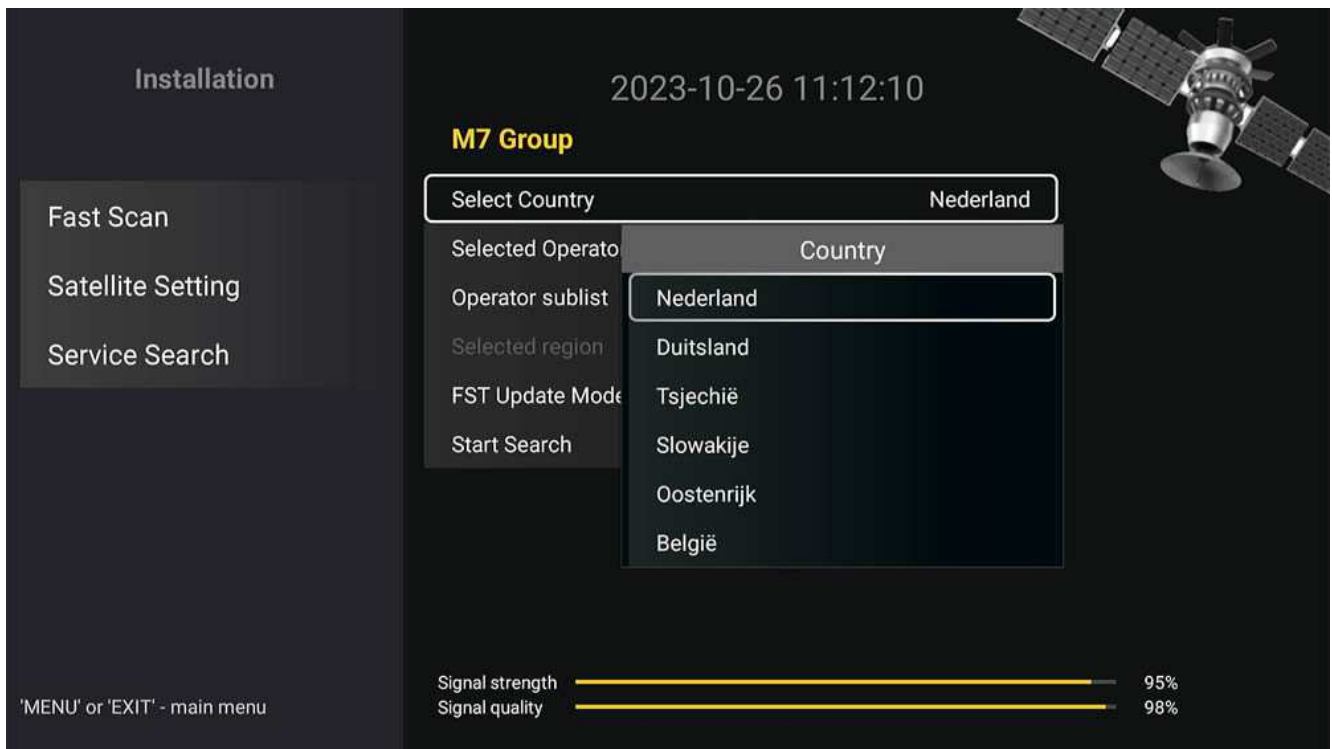 Installation
2023-10-26 11:12:10
M7 Group
Fast Scan
Satellite Setting
Service Search
Select Country Nederland
Selected Operato
Operator sublist
Selected region
FST Update Mode
Start Search
Country
Nederland
Duitsland
Tsjechië
Slowakije
Oostenrijk
België
Signal strength 95%
Signal quality 98%
'MENU' or 'EXIT' - main menu